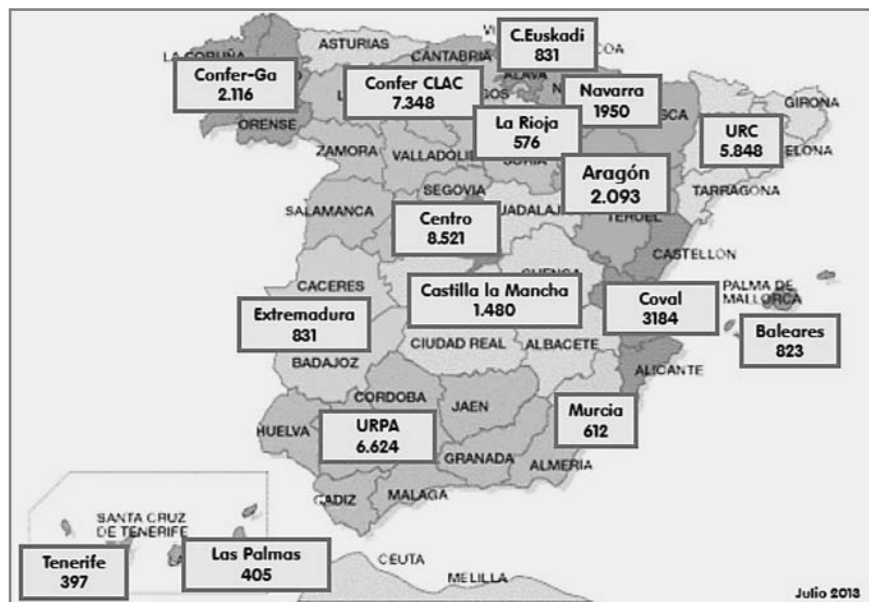 ASTURIAS
CANTABRIA
C.Euskadi
831
Confer-Ga
2.116
ORENSE
Confer CLAC
7.348
ALAVA
Navarra
1950
La Rioja
576
URC
5.848
GIRONA
TARRAGONA
ZAMORA
VALLADOLID
SORIA
Aragón
2.093
TERUEL
SEGOVIA
SALAMANCA
Centro
8.521
CASTELLON
CACERES
CUENCA
Castilla la Mancha
1.480
Extremadura
831
BADAJOZ
CIUDAD REAL
ALBACETE
Coval
3184
PALMA DE
MALLORCA
Baleares
823
ALICANTE
CORDOBA
JAEN
Murcia
612
HUELVA
URPA
6.624
GRANADA
ALMERIA
CADIZ
MALAGA
SANTA CRUZ
DE TENERIFE
Tenerife
397
Las Palmas
405
CEUTA
MELILLA
Julio 2013